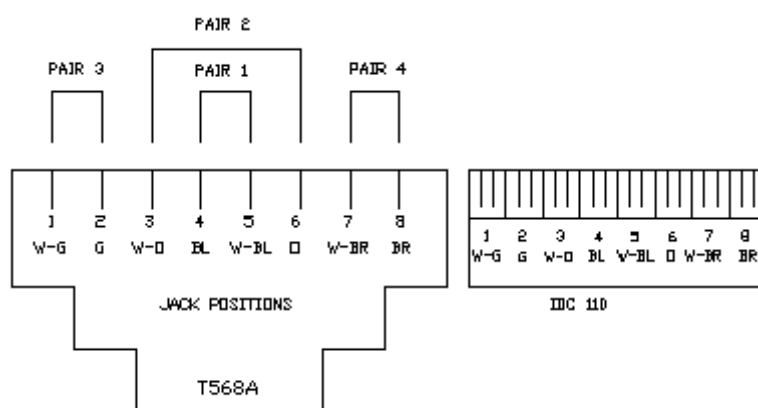 PAIR 2
PAIR 3 PAIR 1 PAIR 4
1 2 3 4 5 6 7 8
W-G G W-O BL W-BL O W-BR BR
1 2 3 4 5 6 7 8
W-G G W-O BL W-BL O W-BR BR
JACK POSITIONS
IDC 110
T568A